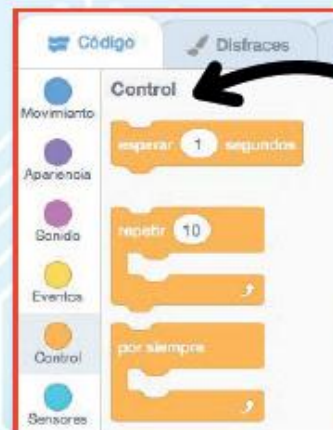 Código
Disfraces
Control
Movimiento
Apariencia
Sonido
Eventos
Control
Sensores
esperar 1 segundos
repetir 10
por siempre